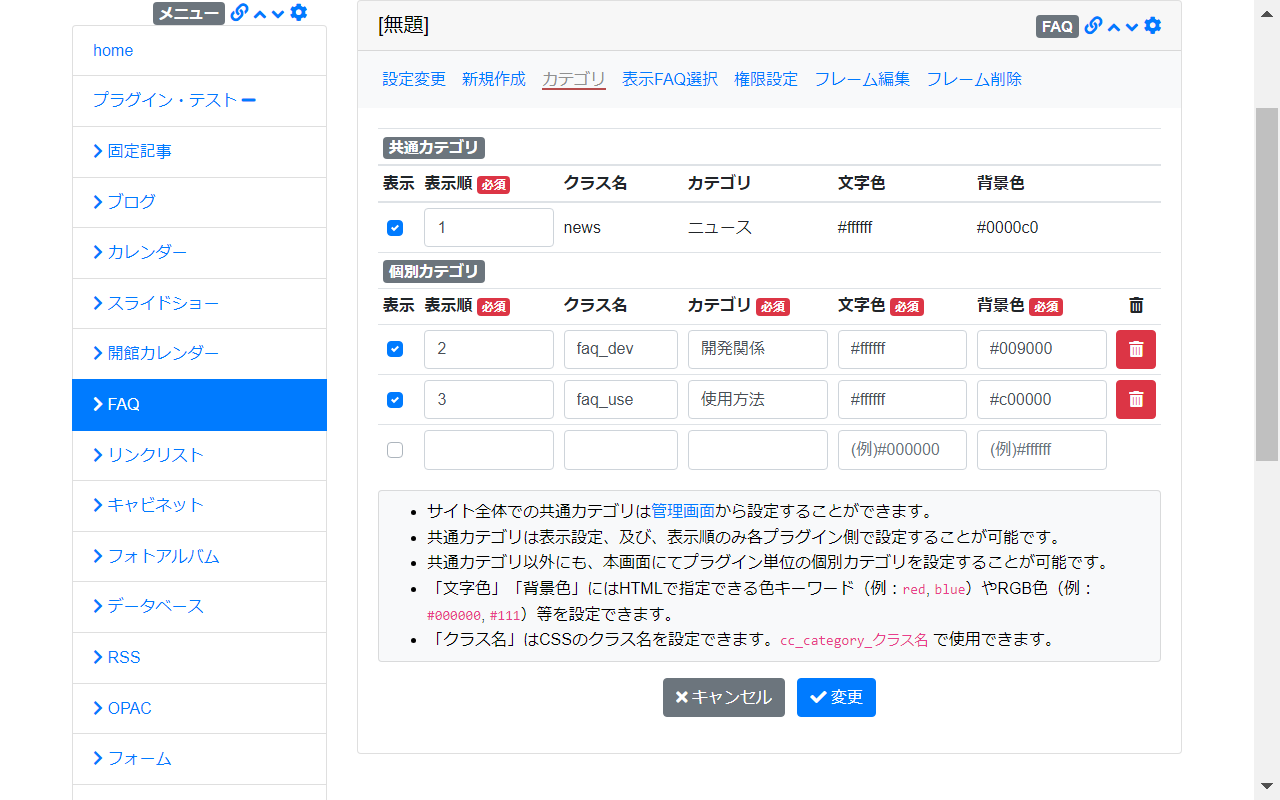 メニュー
home
プラグイン・テスト
固定記事
ブログ
カレンダー
スライドショー
開館カレンダー
FAQ
リンクリスト
キャビネット
フォトアルバム
データベース
RSS
OPAC
フォーム
[無題] FAQ
設定変更 新規作成 カテゴリ 表示FAQ選択 権限設定 フレーム編集 フレーム削除
共通カテゴリ
表示 表示順 必須 クラス名 カテゴリ 文字色 背景色
1 news ニュース #ffffff #0000c0
個別カテゴリ
表示 表示順 必須 クラス名 カテゴリ 必須 文字色 必須 背景色 必須
2 faq_dev 開発関係 #ffffff #009000
3 faq_use 使用方法 #ffffff #c00000
(例)#000000 (例)#ffffff
• サイト全体での共通カテゴリは管理画面から設定することができます。
• 共通カテゴリは表示設定、及び、表示順のみ各プラグイン側で設定することが可能です。
• 共通カテゴリ以外にも、本画面にてプラグイン単位の個別カテゴリを設定することが可能です。
• 「文字色」「背景色」にはHTMLで指定できる色キーワード（例：red, blue）やRGB色（例：
#000000, #111）等を設定できます。
• 「クラス名」はCSSのクラス名を設定できます。cc_category_クラス名 で使用できます。
キャンセル 変更